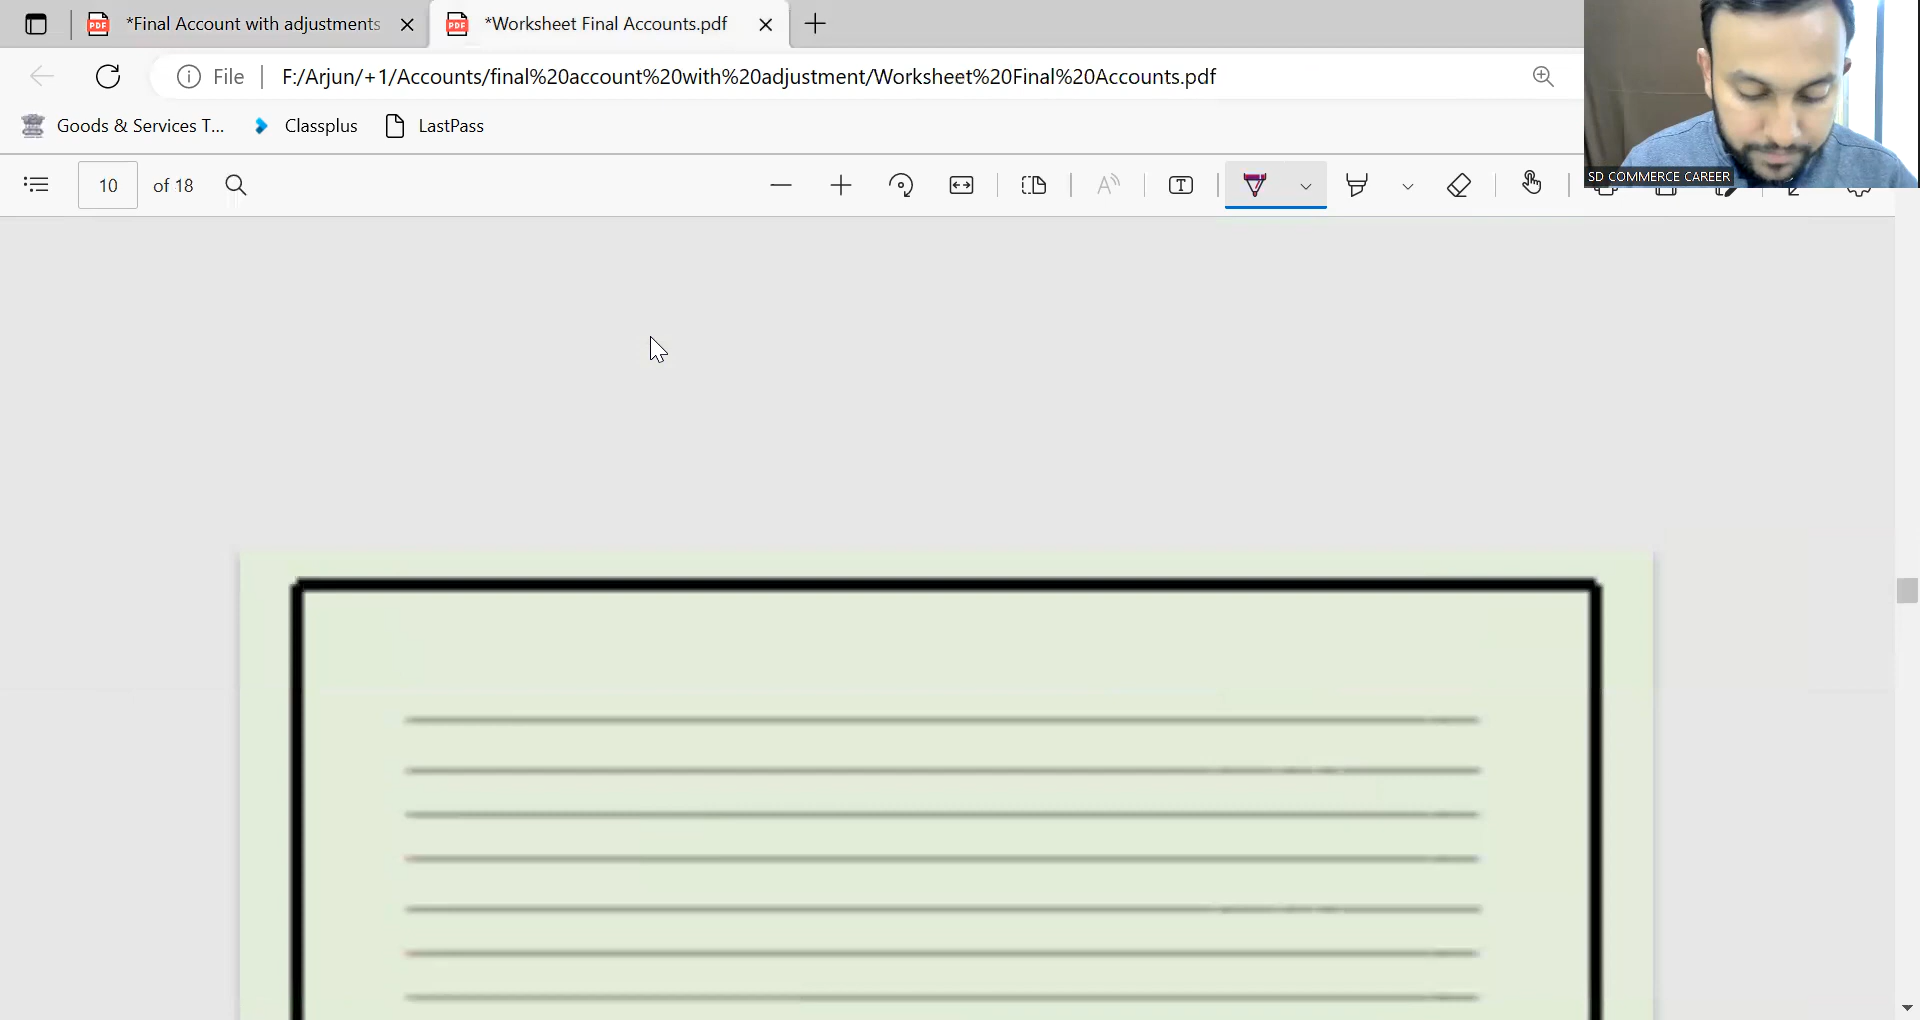 *Final Account with adjustments
*Worksheet Final Accounts.pdf
File
F:/Arjun/+1/Accounts/final%20account%20with%20adjustment/Worksheet%20Final%20Accounts.pdf
Goods & Services T...
Classplus
LastPass
10 of 18
SD COMMERCE CAREER